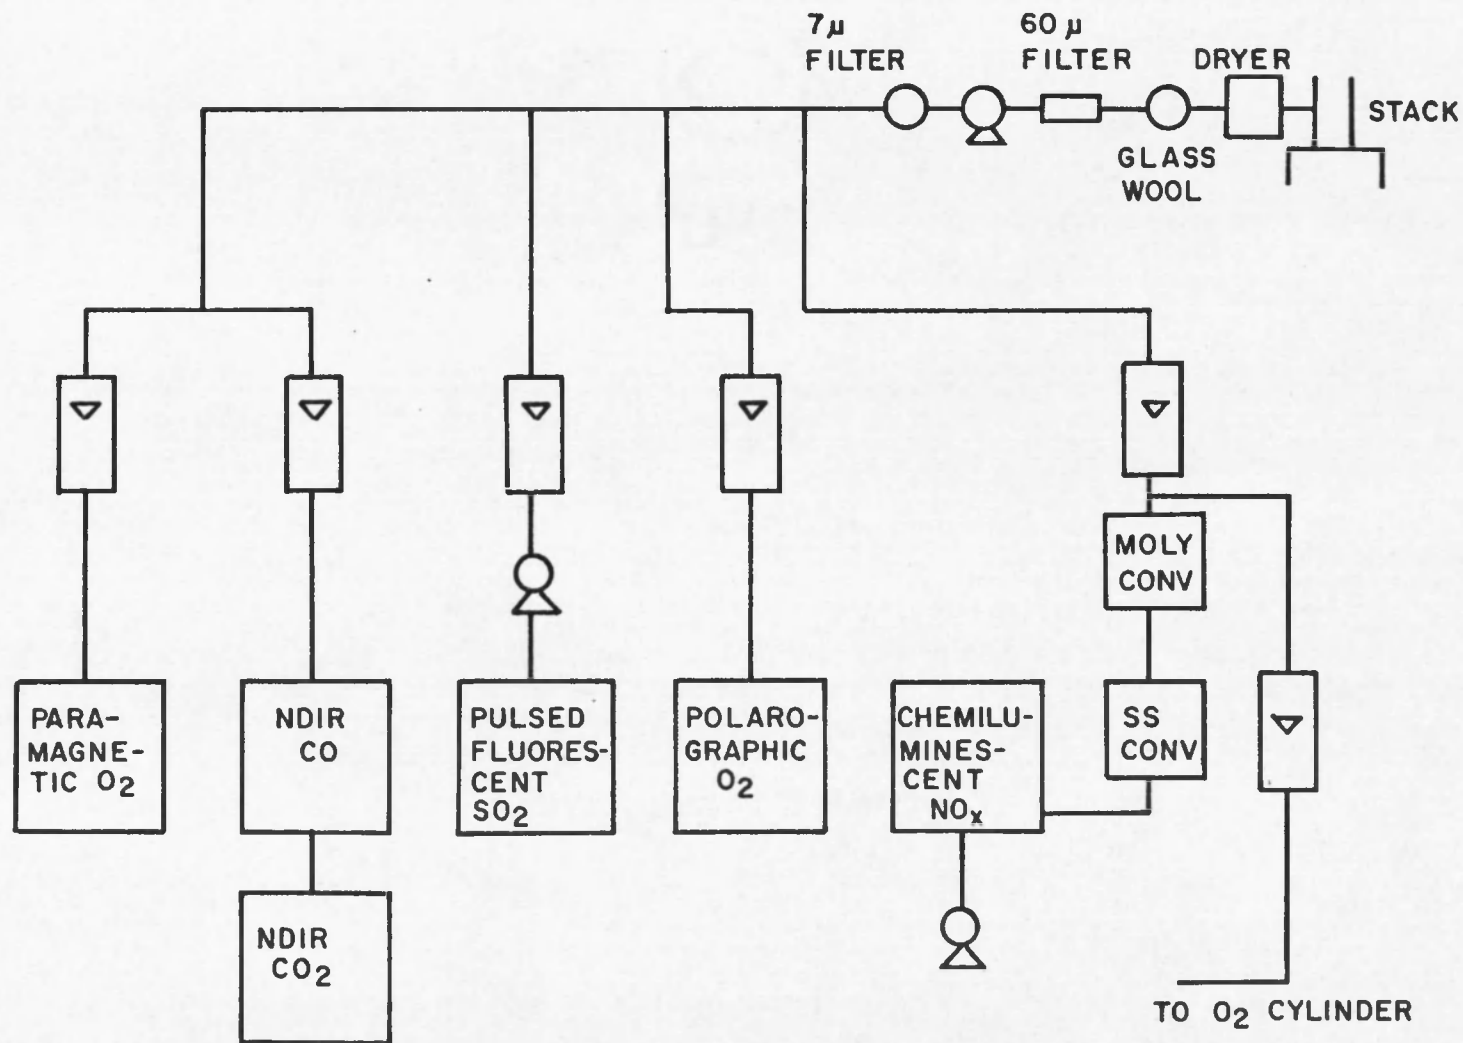 7μ
FILTER
60 μ
FILTER
DRYER
STACK
GLASS
WOOL
MOLY
CONV
PARA-
MAGNE-
TIC O₂
NDIR
CO
PULSED
FLUORES-
CENT
SO₂
POLARO-
GRAPHIC
O₂
CHEMILU-
MINES-
CENT
NOₓ
SS
CONV
NDIR
CO₂
TO O₂ CYLINDER